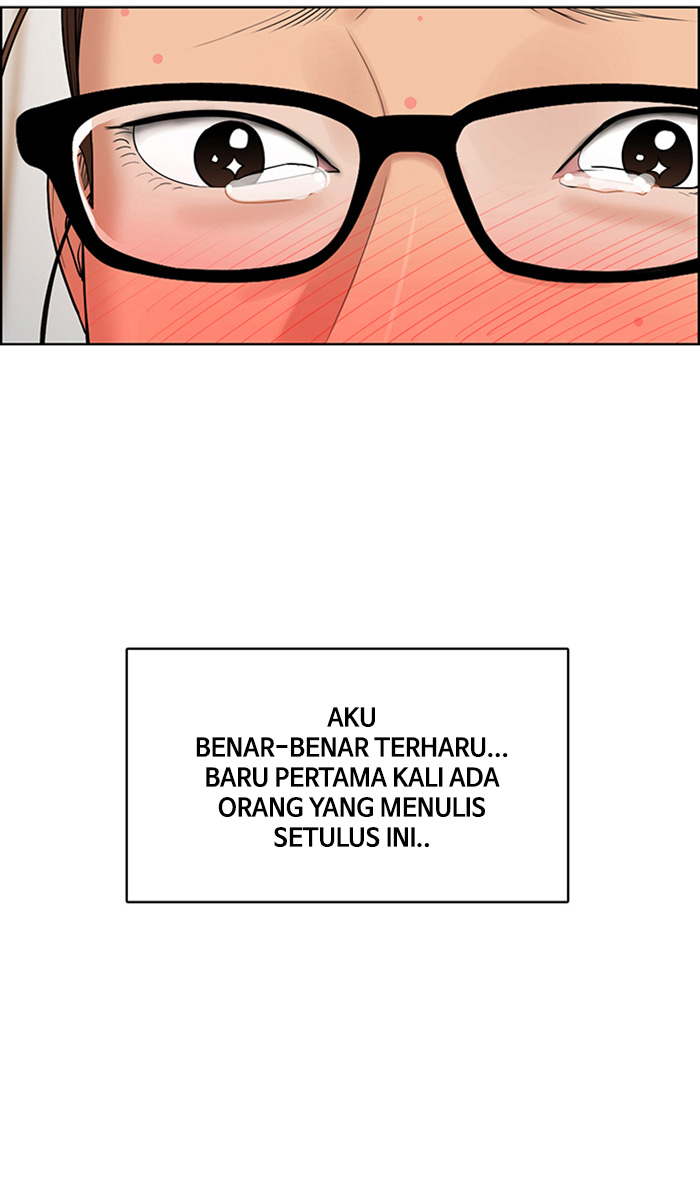 AKU
BENAR-BENAR TERHARU...
BARU PERTAMA KALI ADA
ORANG YANG MENULIS
SETULUS INI..